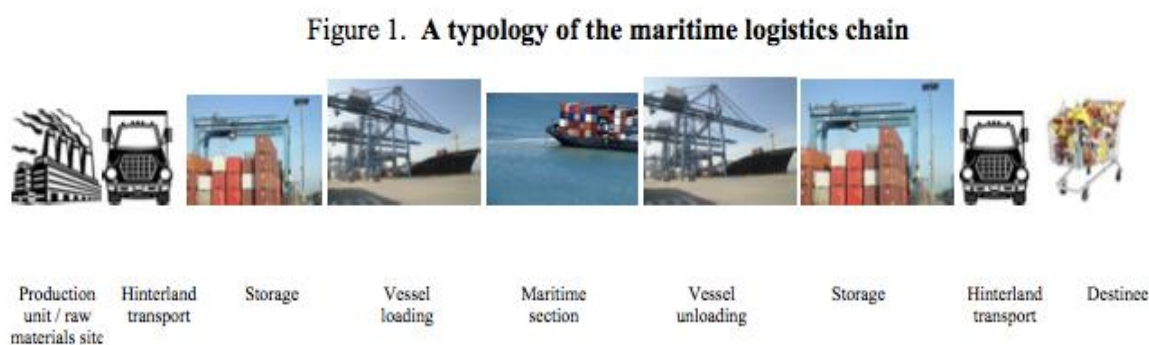 Figure 1. A typology of the maritime logistics chain
Production
unit / raw
materials site
Hinterland
transport
Storage
Vessel
loading
Maritime
section
Vessel
unloading
Storage
Hinterland
transport
Destinee